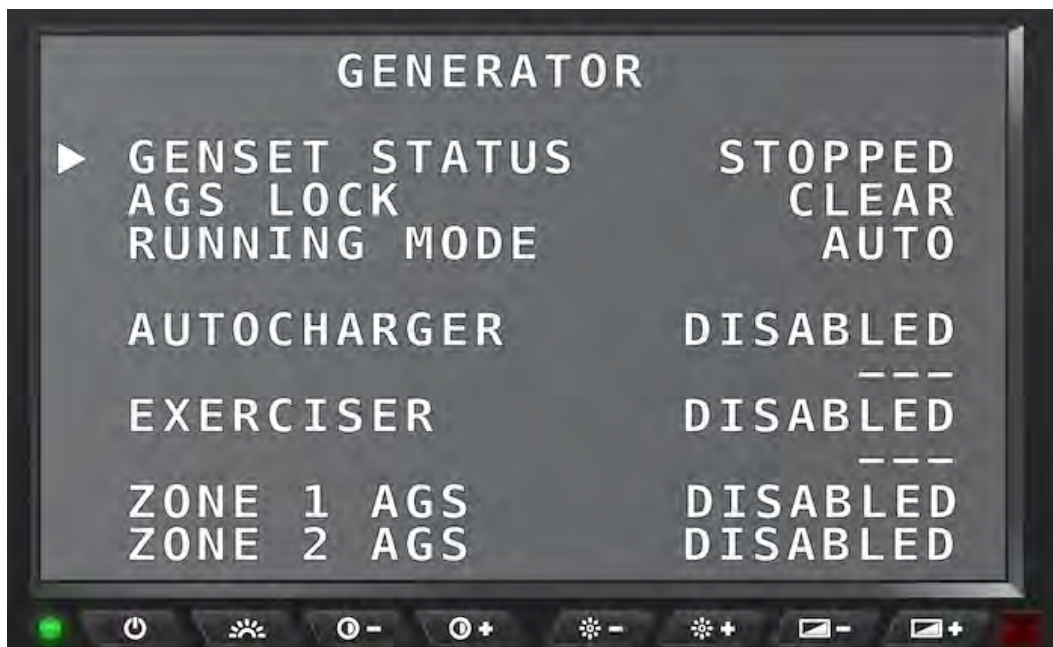 GENERATOR
GENSET STATUS STOPPED
AGS LOCK CLEAR
RUNNING MODE AUTO
AUTOCHARGER DISABLED
---
EXERCISER DISABLED
---
ZONE 1 AGS DISABLED
ZONE 2 AGS DISABLED